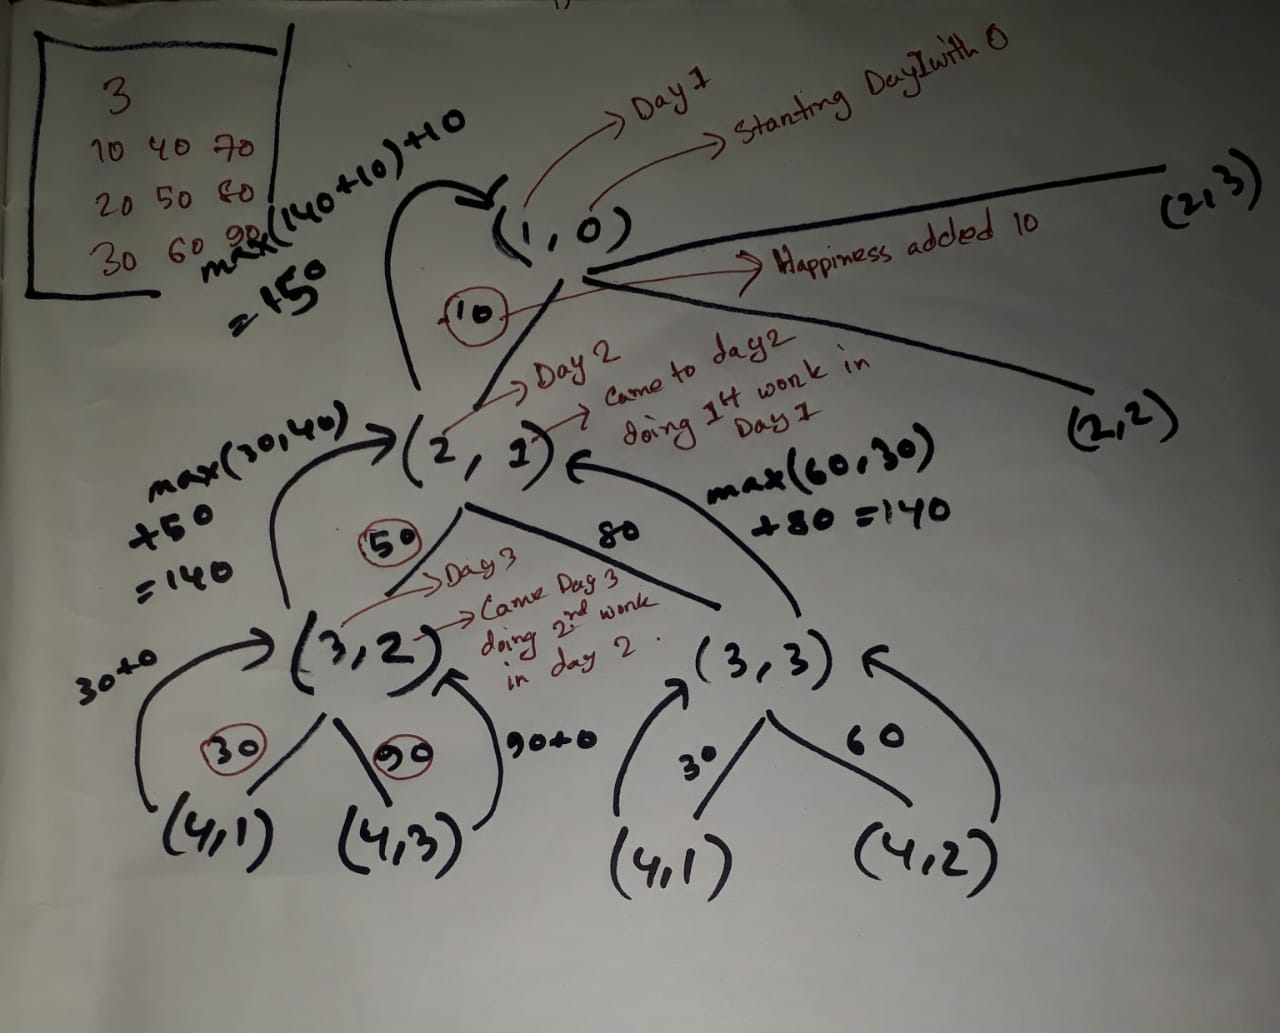 3
10 40 70
20 50 80
30 60 90
max(140+10)+10
=150
Day 1
Starting Day 1 with 0
(1,0)
(2,3)
Happiness added 10
10
Day 2
Came to day 2
doing 1st work in
Day 1
(2,2)
max(30,40)
+50
=140
(2,1)
max(60,30)
+80=140
50
80
Day 3
Came Day 3
doing 2nd work
in day 2.
30+0
(3,2)
(3,3)
30
90
90+0
30
60
(4,1)
(4,3)
(4,1)
(4,2)